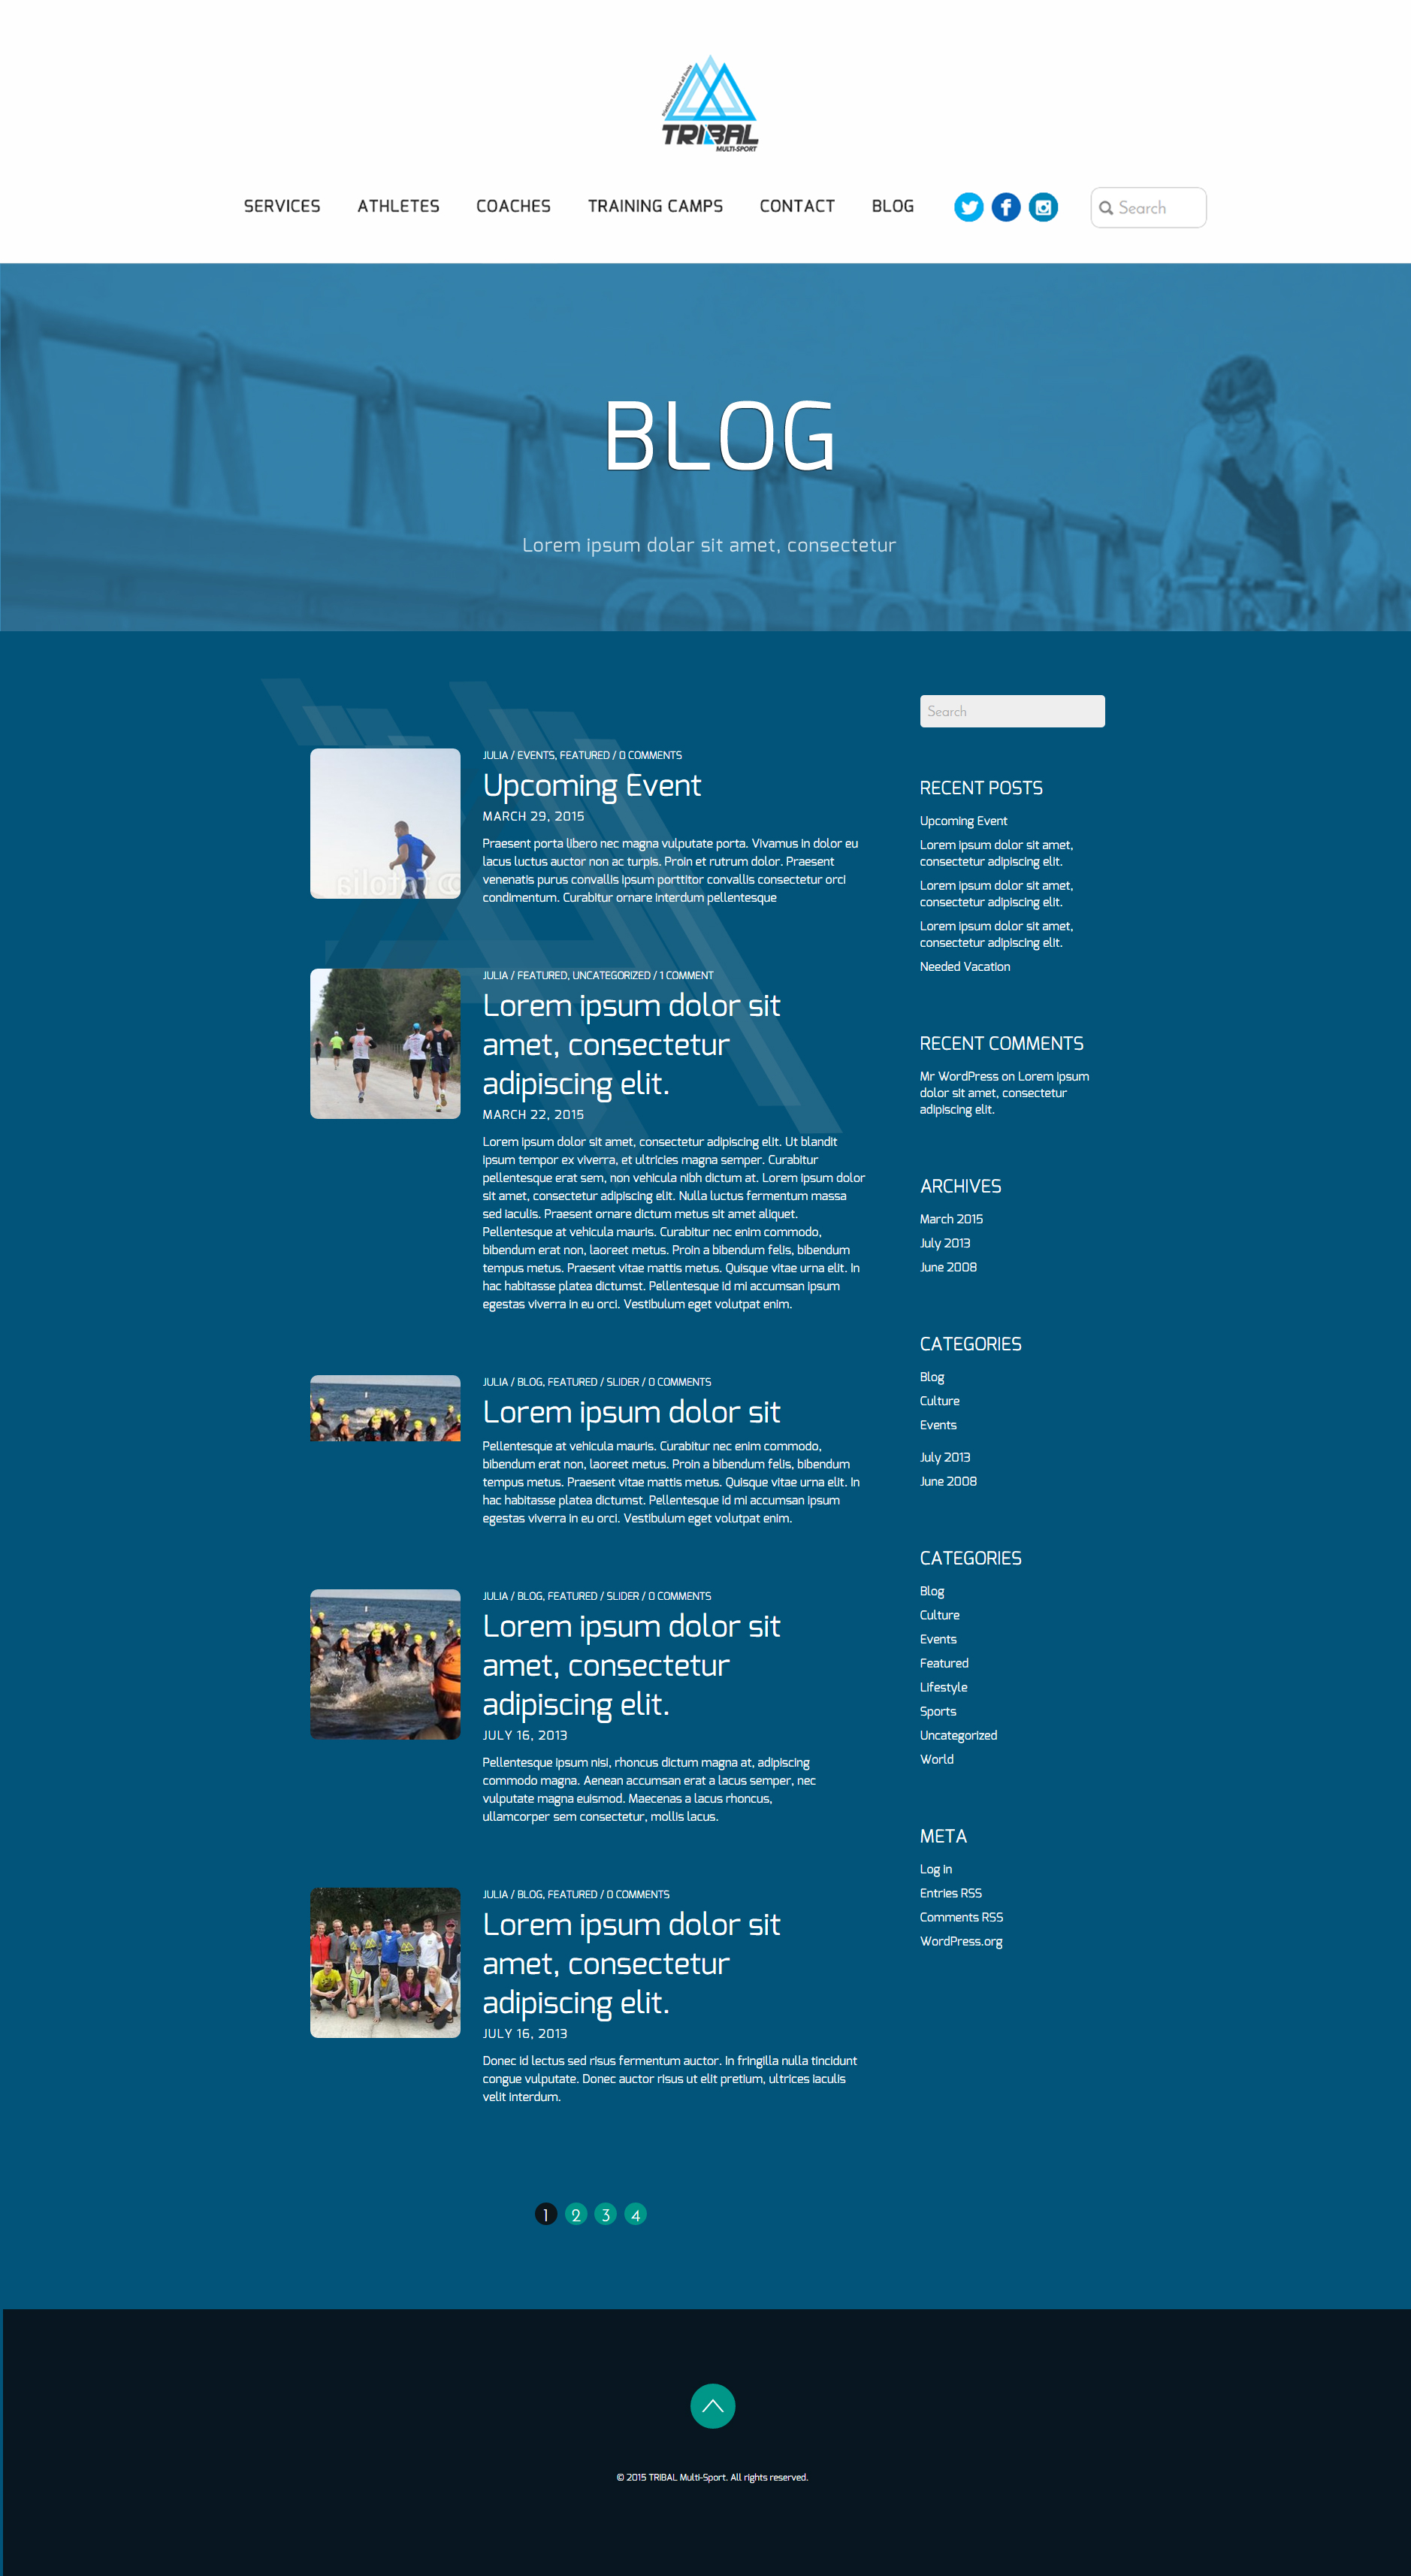 triathlon beyond all limits
TRIBAL
MULTI-SPORT
SERVICES ATHLETES COACHES TRAINING CAMPS CONTACT BLOG Search
BLOG
Lorem ipsum dolar sit amet, consectetur
JULIA / EVENTS, FEATURED / 0 COMMENTS
Upcoming Event
MARCH 29, 2015
Praesent porta libero nec magna vulputate porta. Vivamus in dolor eu
lacus luctus auctor non ac turpis. Proin et rutrum dolor. Praesent
venenatis purus convallis ipsum porttitor convallis consectetur orci
condimentum. Curabitur ornare interdum pellentesque
JULIA / FEATURED, UNCATEGORIZED / 1 COMMENT
Lorem ipsum dolor sit
amet, consectetur
adipiscing elit.
MARCH 22, 2015
Lorem ipsum dolor sit amet, consectetur adipiscing elit. Ut blandit
ipsum tempor ex viverra, et ultricies magna semper. Curabitur
pellentesque erat sem, non vehicula nibh dictum at. Lorem ipsum dolor
sit amet, consectetur adipiscing elit. Nulla luctus fermentum massa
sed iaculis. Praesent ornare dictum metus sit amet aliquet.
Pellentesque at vehicula mauris. Curabitur nec enim commodo,
bibendum erat non, laoreet metus. Proin a bibendum felis, bibendum
tempus metus. Praesent vitae mattis metus. Quisque vitae urna elit. In
hac habitasse platea dictumst. Pellentesque id mi accumsan ipsum
egestas viverra in eu orci. Vestibulum eget volutpat enim.
JULIA / BLOG, FEATURED / SLIDER / 0 COMMENTS
Lorem ipsum dolor sit
Pellentesque at vehicula mauris. Curabitur nec enim commodo,
bibendum erat non, laoreet metus. Proin a bibendum felis, bibendum
tempus metus. Praesent vitae mattis metus. Quisque vitae urna elit. In
hac habitasse platea dictumst. Pellentesque id mi accumsan ipsum
egestas viverra in eu orci. Vestibulum eget volutpat enim.
JULIA / BLOG, FEATURED / SLIDER / 0 COMMENTS
Lorem ipsum dolor sit
amet, consectetur
adipiscing elit.
JULY 16, 2013
Pellentesque ipsum nisi, rhoncus dictum magna at, adipiscing
commodo magna. Aenean accumsan erat a lacus semper, nec
vulputate magna euismod. Maecenas a lacus rhoncus,
ullamcorper sem consectetur, mollis lacus.
JULIA / BLOG, FEATURED / 0 COMMENTS
Lorem ipsum dolor sit
amet, consectetur
adipiscing elit.
JULY 16, 2013
Donec id lectus sed risus fermentum auctor. In fringilla nulla tincidunt
congue vulputate. Donec auctor risus ut elit pretium, ultrices iaculis
velit interdum.
1 2 3 4
Search
RECENT POSTS
Upcoming Event
Lorem ipsum dolor sit amet,
consectetur adipiscing elit.
Lorem ipsum dolor sit amet,
consectetur adipiscing elit.
Lorem ipsum dolor sit amet,
consectetur adipiscing elit.
Needed Vacation
RECENT COMMENTS
Mr WordPress on Lorem ipsum
dolor sit amet, consectetur
adipiscing elit.
ARCHIVES
March 2015
July 2013
June 2008
CATEGORIES
Blog
Culture
Events
July 2013
June 2008
CATEGORIES
Blog
Culture
Events
Featured
Lifestyle
Sports
Uncategorized
World
META
Log in
Entries RSS
Comments RSS
WordPress.org
© 2015 TRIBAL Multi-Sport. All rights reserved.